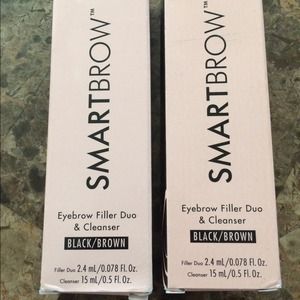 SMARTBROW™
Eyebrow Filler Duo
& Cleanser
BLACK/BROWN
Filler Duo 2.4 mL/0.078 Fl. Oz.
Cleanser 15 mL/0.5 Fl. Oz.
SMARTBROW™
Eyebrow Filler Duo
& Cleanser
BLACK/BROWN
Filler Duo 2.4 mL/0.078 Fl. Oz.
Cleanser 15 mL/0.5 Fl. Oz.